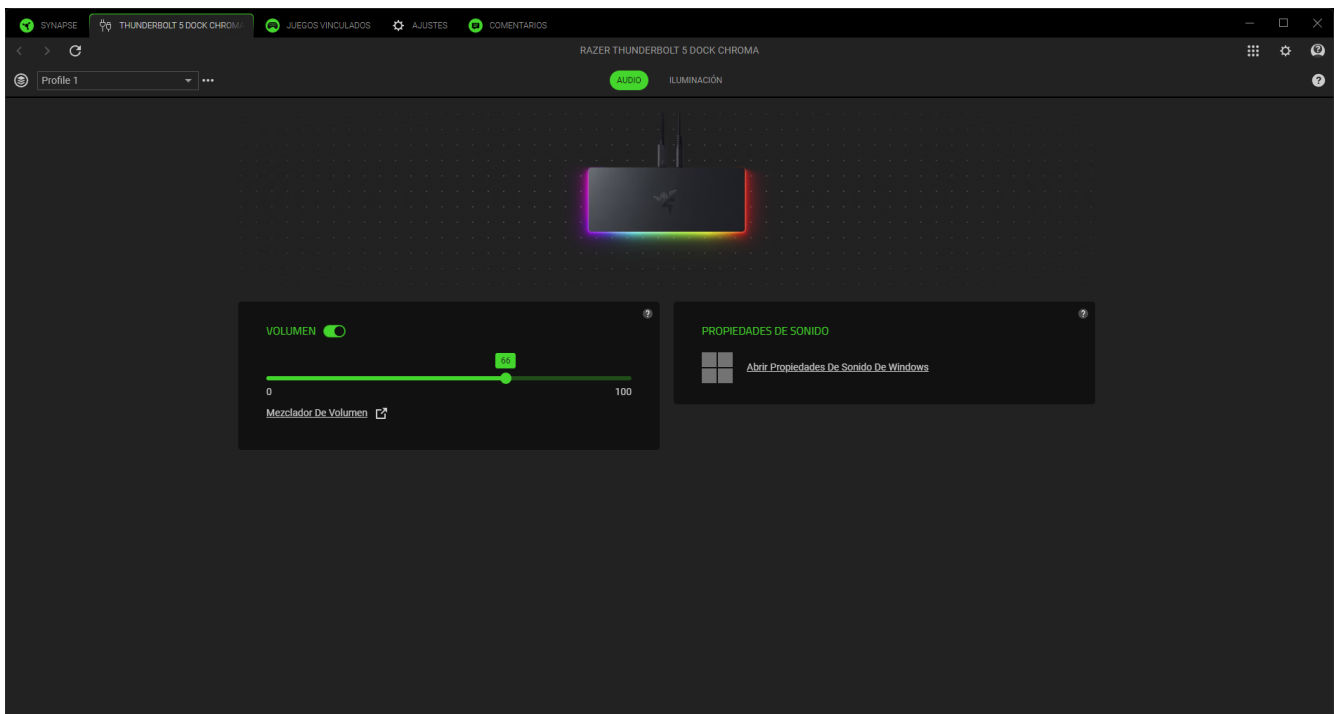 SYNAPSE THUNDERBOLT 5 DOCK CHROMA JUEGOS VINCULADOS AJUSTES COMENTARIOS
RAZER THUNDERBOLT 5 DOCK CHROMA
Profile 1 AUDIO ILUMINACIÓN
VOLUMEN
66
0 100
Mezclador De Volumen
PROPIEDADES DE SONIDO
Abrir Propiedades De Sonido De Windows